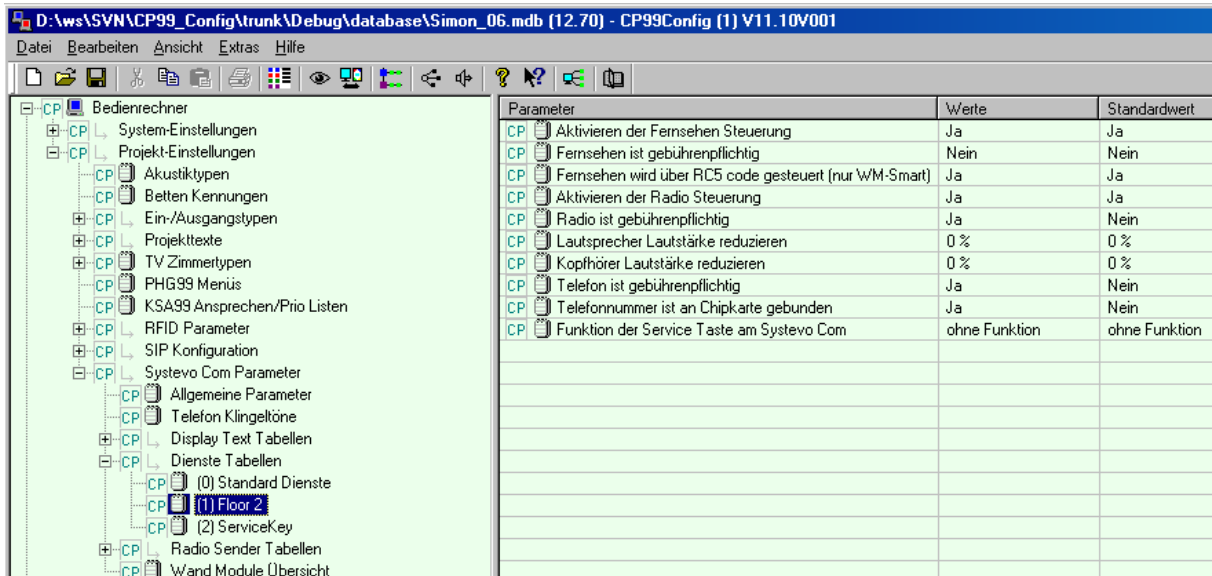 D:\ws\SVN\CP99_Config\trunk\Debug\database\Simon_06.mdb (12.70) - CP99Config (1) V11.10V001
Datei Bearbeiten Ansicht Extras Hilfe
CP Bedienrechner
CP System-Einstellungen
CP Projekt-Einstellungen
CP Akustiktypen
CP Betten Kennungen
CP Ein-/Ausgangstypen
CP Projekttexte
CP TV Zimmertypen
CP PHG99 Menüs
CP KSA99 Ansprechen/Prio Listen
CP RFID Parameter
CP SIP Konfiguration
CP Systevo Com Parameter
CP Allgemeine Parameter
CP Telefon Klingeltöne
CP Display Text Tabellen
CP Dienste Tabellen
CP (0) Standard Dienste
CP (1) Floor 2
CP (2) ServiceKey
CP Radio Sender Tabellen
CP Wand Module Übersicht
Parameter Werte Standardwert
CP Aktivieren der Fernsehen Steuerung Ja Ja
CP Fernsehen ist gebührenpflichtig Nein Nein
CP Fernsehen wird über RC5 code gesteuert (nur WM-Smart) Ja Ja
CP Aktivieren der Radio Steuerung Ja Ja
CP Radio ist gebührenpflichtig Ja Nein
CP Lautsprecher Lautstärke reduzieren 0 % 0 %
CP Kopfhörer Lautstärke reduzieren 0 % 0 %
CP Telefon ist gebührenpflichtig Ja Nein
CP Telefonnummer ist an Chipkarte gebunden Ja Nein
CP Funktion der Service Taste am Systevo Com ohne Funktion ohne Funktion